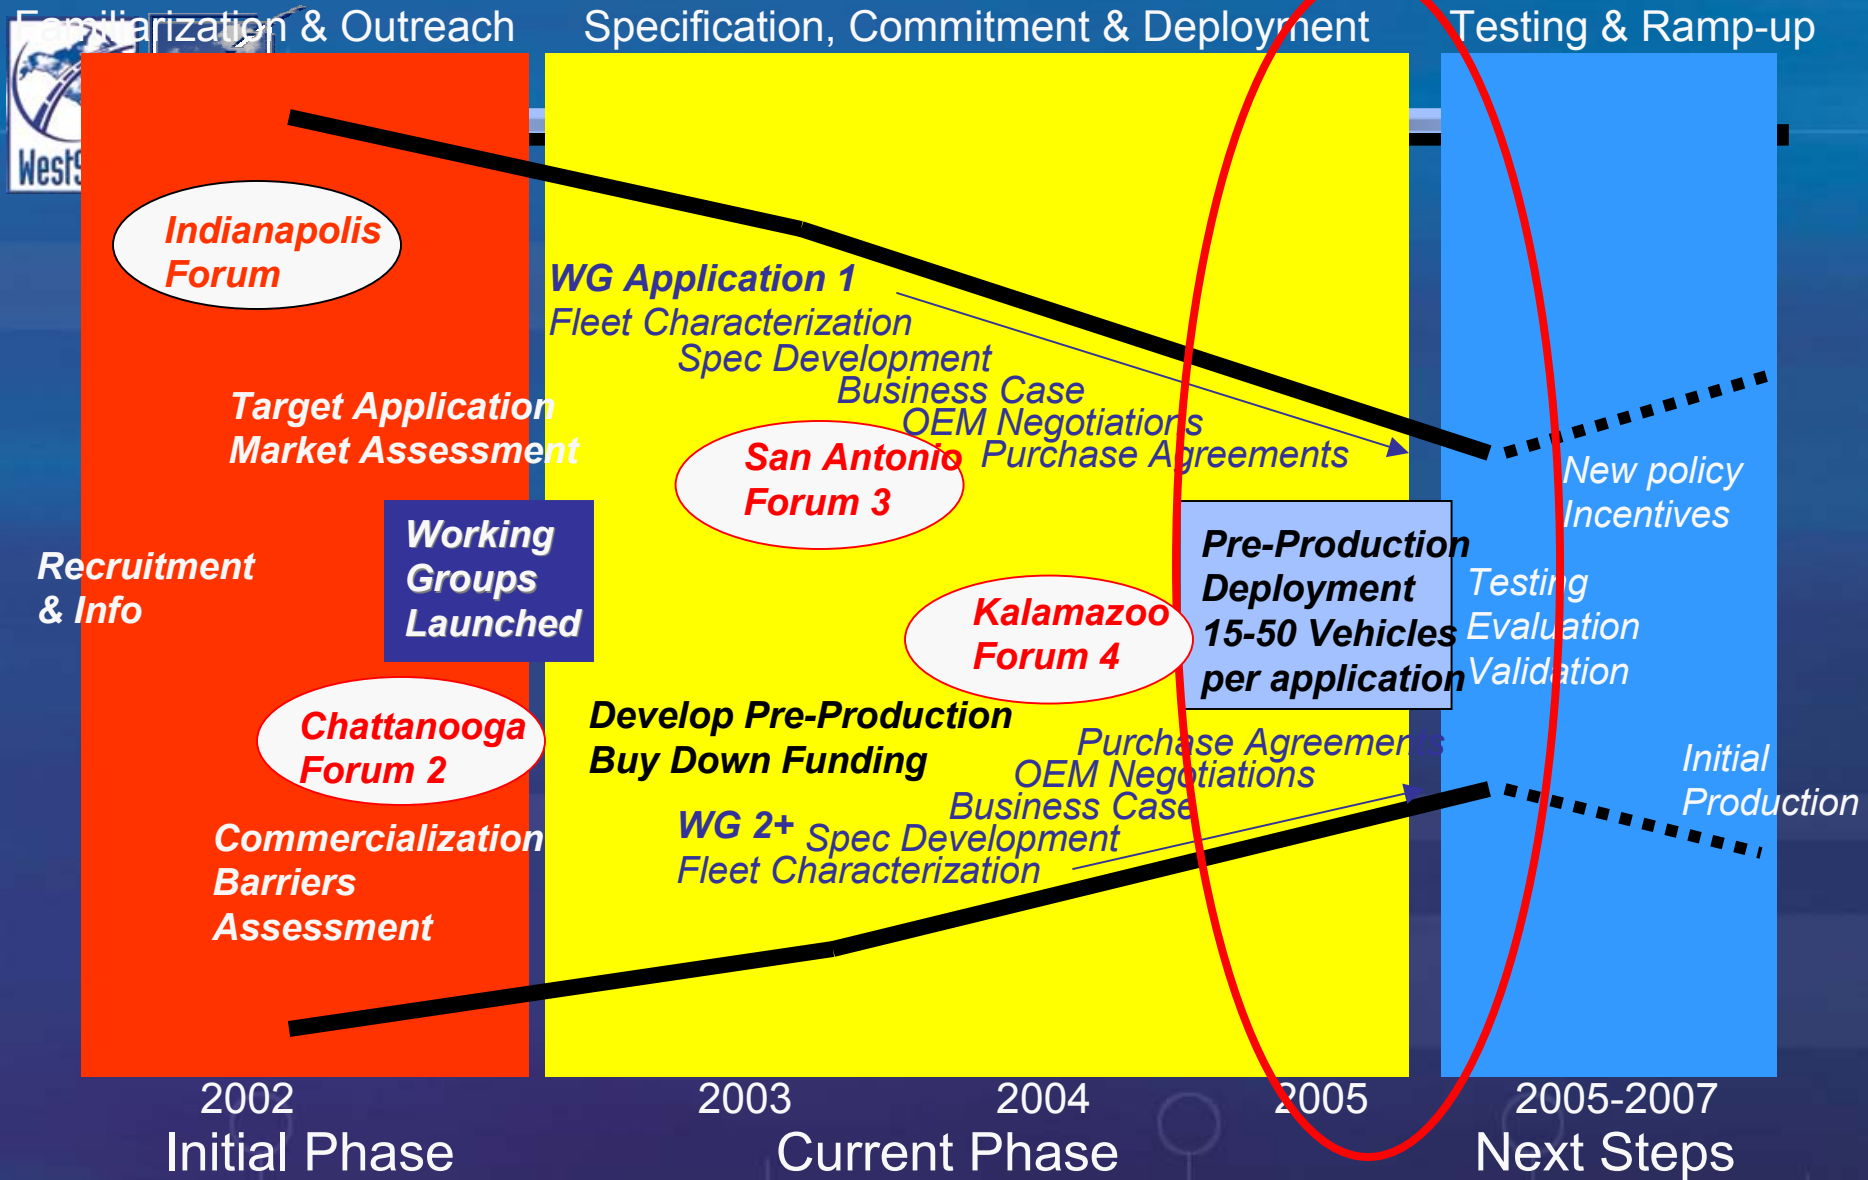 Familiarization & Outreach
Specification, Commitment & Deployment
Testing & Ramp-up
Indianapolis
Forum
Target Application
Market Assessment
Recruitment
& Info
Working
Groups
Launched
Chattanooga
Forum 2
Commercialization
Barriers
Assessment
WG Application 1
Fleet Characterization
Spec Development
Business Case
OEM Negotiations
Purchase Agreements
San Antonio
Forum 3
Kalamazoo
Forum 4
Pre-Production
Deployment
15-50 Vehicles
per application
Develop Pre-Production
Buy Down Funding
Purchase Agreements
OEM Negotiations
Business Case
WG 2+
Spec Development
Fleet Characterization
New policy
Incentives
Testing
Evaluation
Validation
Initial
Production
2002
2003
2004
2005
2005-2007
Initial Phase
Current Phase
Next Steps